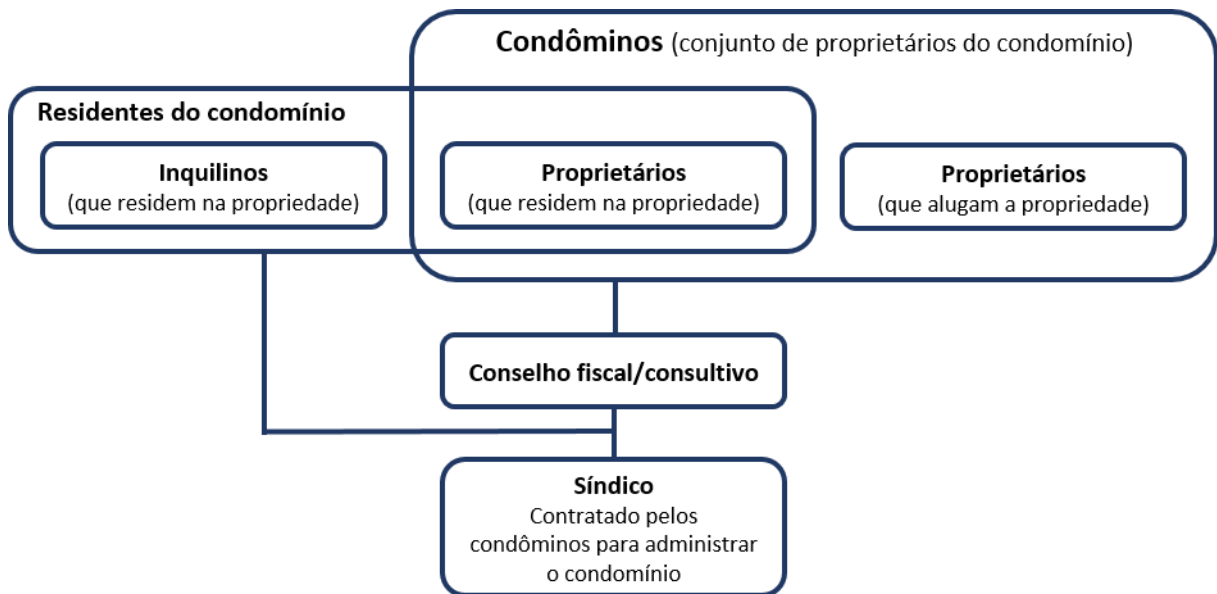 Condôminos (conjunto de proprietários do condomínio)
Residentes do condomínio
Inquilinos
(que residem na propriedade)
Proprietários
(que residem na propriedade)
Proprietários
(que alugam a propriedade)
Conselho fiscal/consultivo
Síndico
Contratado pelos
condôminos para administrar
o condomínio